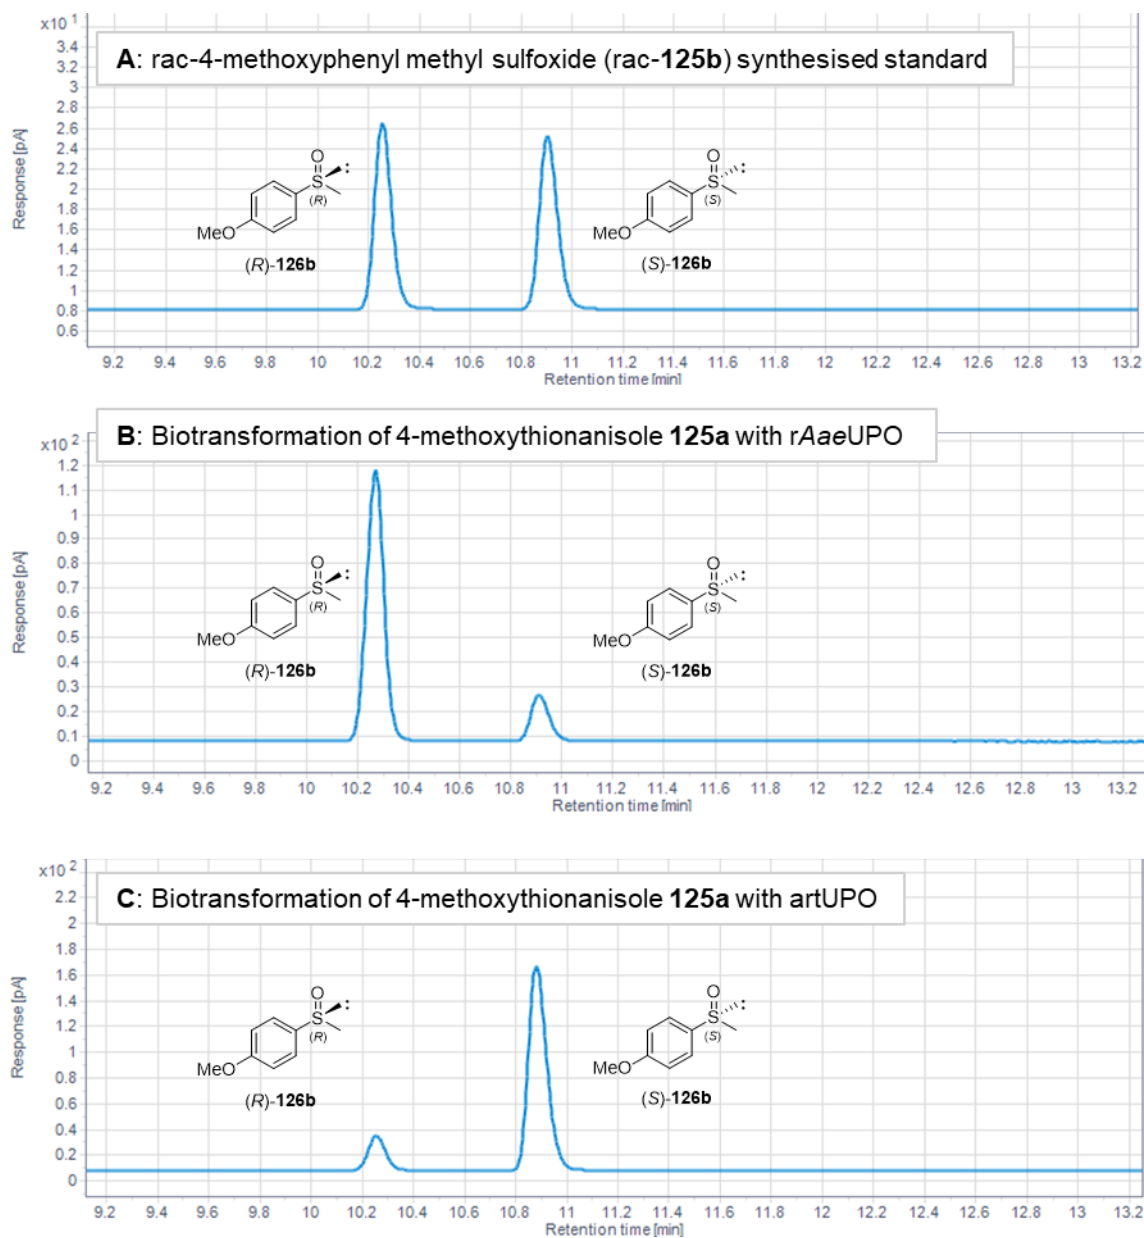 x10 1
A: rac-4-methoxyphenyl methyl sulfoxide (rac-125b) synthesised standard
Response [pA]
3.4
3.2
3
2.8
2.6
2.4
2.2
2
1.8
1.6
1.4
1.2
1
0.8
0.6
O
S
(R)
MeO
(R)-126b
O
S
(S)
MeO
(S)-126b
9.2 9.4 9.6 9.8 10 10.2 10.4 10.6 10.8 11 11.2 11.4 11.6 11.8 12 12.2 12.4 12.6 12.8 13 13.2
Retention time [min]
x10 2
B: Biotransformation of 4-methoxythionanisole 125a with rAaeUPO
Response [pA]
1.2
1.1
1
0.9
0.8
0.7
0.6
0.5
0.4
0.3
0.2
0.1
0
O
S
(R)
MeO
(R)-126b
O
S
(S)
MeO
(S)-126b
9.2 9.4 9.6 9.8 10 10.2 10.4 10.6 10.8 11 11.2 11.4 11.6 11.8 12 12.2 12.4 12.6 12.8 13 13.2
Retention time [min]
x10 2
C: Biotransformation of 4-methoxythionanisole 125a with artUPO
Response [pA]
2.2
2
1.8
1.6
1.4
1.2
1
0.8
0.6
0.4
0.2
0
O
S
(R)
MeO
(R)-126b
O
S
(S)
MeO
(S)-126b
9.2 9.4 9.6 9.8 10 10.2 10.4 10.6 10.8 11 11.2 11.4 11.6 11.8 12 12.2 12.4 12.6 12.8 13 13.2
Retention time [min]